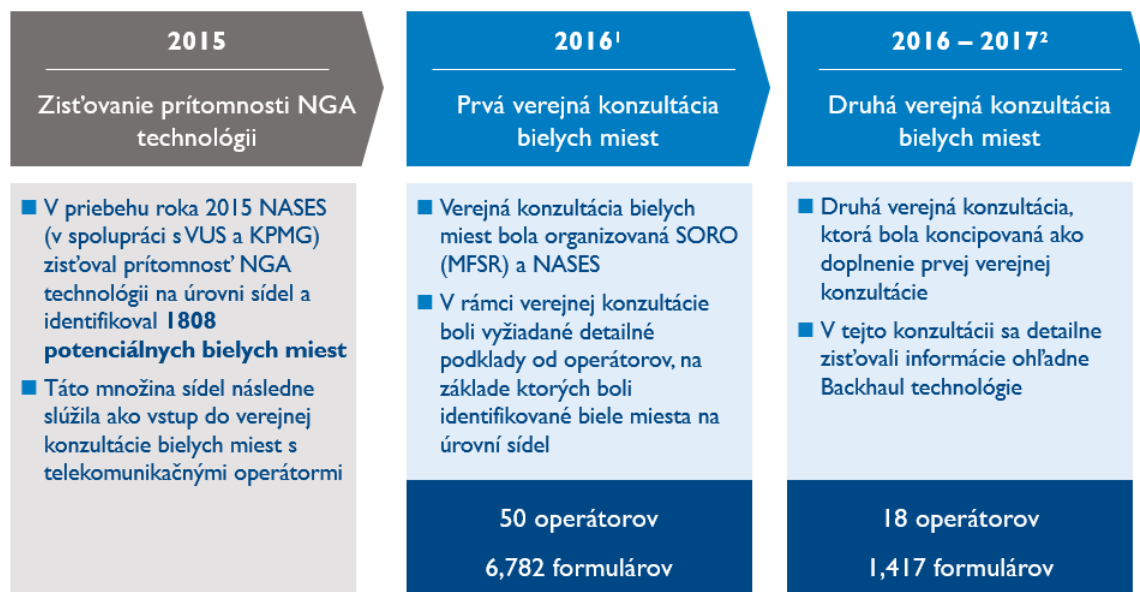 2015
Zisťovanie prítomnosti NGA
technológii
V priebehu roka 2015 NASES
(v spolupráci s VUS a KPMG)
zisťoval prítomnosť NGA
technológii na úrovni sídel a
identifikoval 1808
potenciálnych bielych miest
Táto množina sídel následne
slúžila ako vstup do verejnej
konzultácie bielych miest s
telekomunikačnými operátormi
2016¹
Prvá verejná konzultácia
bielych miest
Verejná konzultácia bielych
miest bola organizovaná SORO
(MFSR) a NASES
V rámci verejnej konzultácie
boli vyžiadané detailné
podklady od operátorov, na
základe ktorých boli
identifikované biele miesta na
úrovní sídel
50 operátorov
6,782 formulárov
2016 – 2017²
Druhá verejná konzultácia
bielych miest
Druhá verejná konzultácia,
ktorá bola koncipovaná ako
doplnenie prvej verejnej
konzultácie
V tejto konzultácii sa detailne
zisťovali informácie ohľadne
Backhaul technológie
18 operátorov
1,417 formulárov